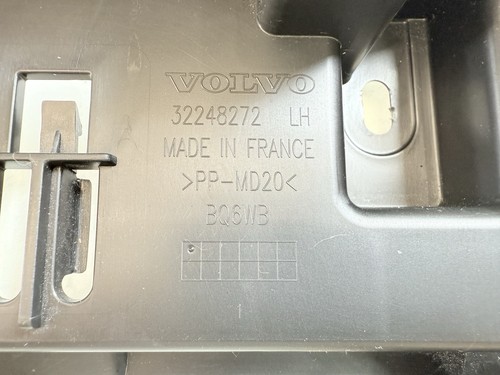 VOLVO
32248272 LH
MADE IN FRANCE
>PP-MD20<
BQ6WB